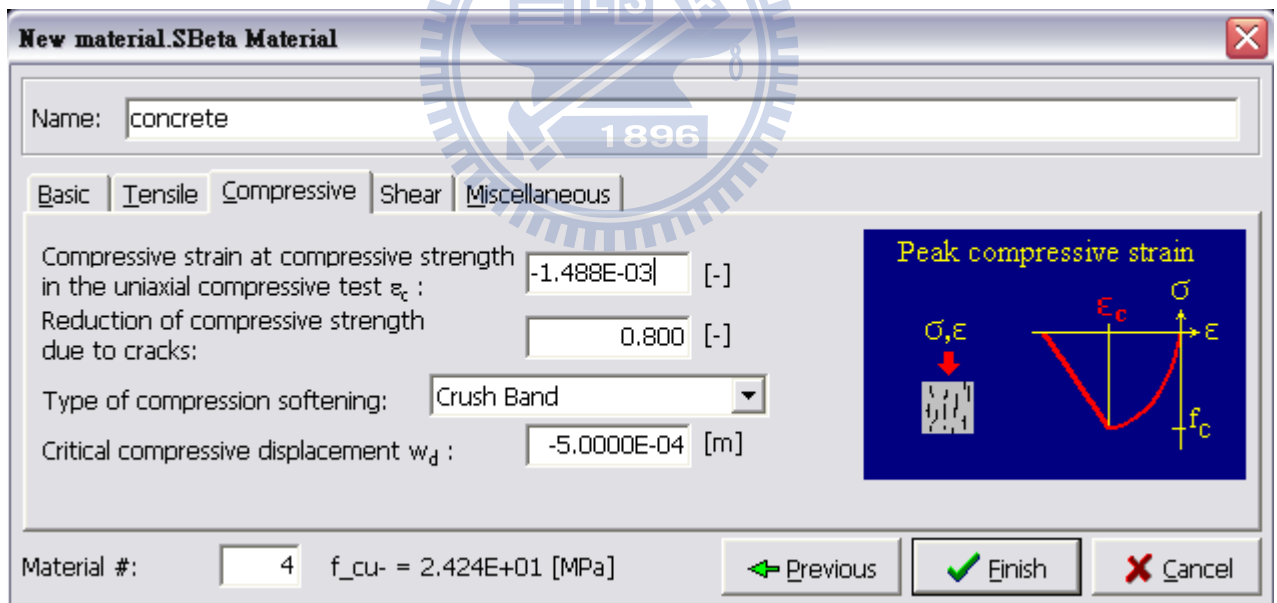 New material.SBeta Material
Name: concrete
1896
Basic Tensile Compressive Shear Miscellaneous
Compressive strain at compressive strength
in the uniaxial compressive test εc : -1.488E-03 [-]
Reduction of compressive strength
due to cracks: 0.800 [-]
Type of compression softening: Crush Band
Critical compressive displacement wd : -5.0000E-04 [m]
Peak compressive strain
σ
εc
σ,ε
ε
fc
Material #: 4 f_cu- = 2.424E+01 [MPa] Previous Finish Cancel